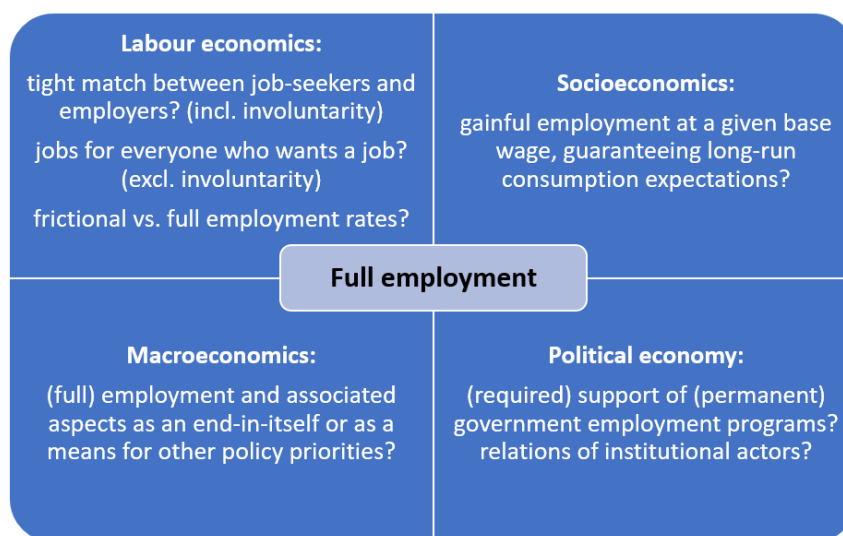 Labour economics:
tight match between job-seekers and
employers? (incl. involuntarity)
jobs for everyone who wants a job?
(excl. involuntarity)
frictional vs. full employment rates?
Socioeconomics:
gainful employment at a given base
wage, guaranteeing long-run
consumption expectations?
Full employment
Macroeconomics:
(full) employment and associated
aspects as an end-in-itself or as a
means for other policy priorities?
Political economy:
(required) support of (permanent)
government employment programs?
relations of institutional actors?